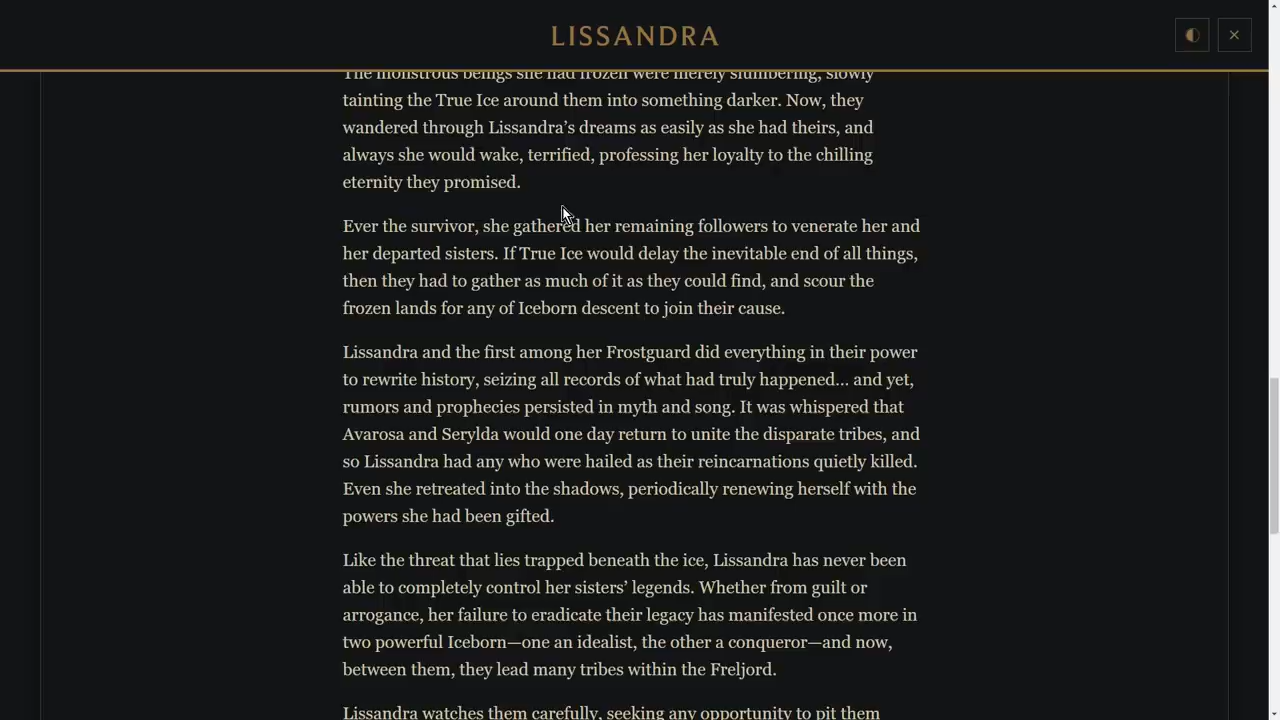 LISSANDRA
The monstrous beings she had frozen were merely slumbering, slowly
tainting the True Ice around them into something darker. Now, they
wandered through Lissandra’s dreams as easily as she had theirs, and
always she would wake, terrified, professing her loyalty to the chilling
eternity they promised.
Ever the survivor, she gathered her remaining followers to venerate her and
her departed sisters. If True Ice would delay the inevitable end of all things,
then they had to gather as much of it as they could find, and scour the
frozen lands for any of Iceborn descent to join their cause.
Lissandra and the first among her Frostguard did everything in their power
to rewrite history, seizing all records of what had truly happened… and yet,
rumors and prophecies persisted in myth and song. It was whispered that
Avarosa and Serylda would one day return to unite the disparate tribes, and
so Lissandra had any who were hailed as their reincarnations quietly killed.
Even she retreated into the shadows, periodically renewing herself with the
powers she had been gifted.
Like the threat that lies trapped beneath the ice, Lissandra has never been
able to completely control her sisters’ legends. Whether from guilt or
arrogance, her failure to eradicate their legacy has manifested once more in
two powerful Iceborn—one an idealist, the other a conqueror—and now,
between them, they lead many tribes within the Freljord.
Lissandra watches them carefully, seeking any opportunity to pit them